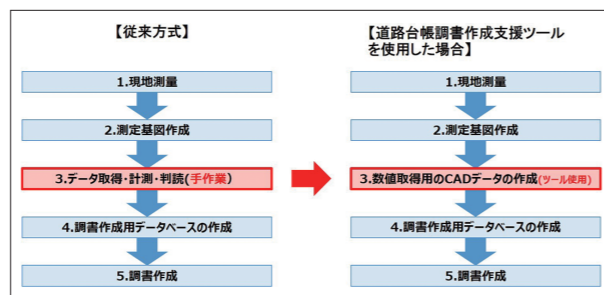 【従来方式】
1.現地測量
2.測定基図作成
3.データ取得・計測・判読(手作業)
4.調書作成用データベースの作成
5.調書作成
【道路台帳調書作成支援ツール
を使用した場合】
1.現地測量
2.測定基図作成
3.数値取得用のCADデータの作成(ツール使用)
4.調書作成用データベースの作成
5.調書作成